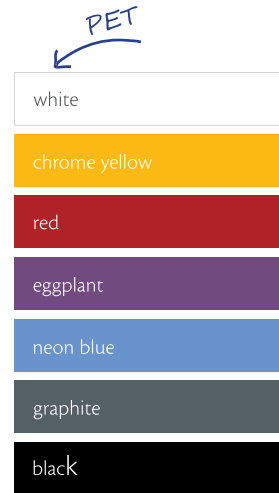 PET
white
chrome yellow
red
eggplant
neon blue
graphite
black